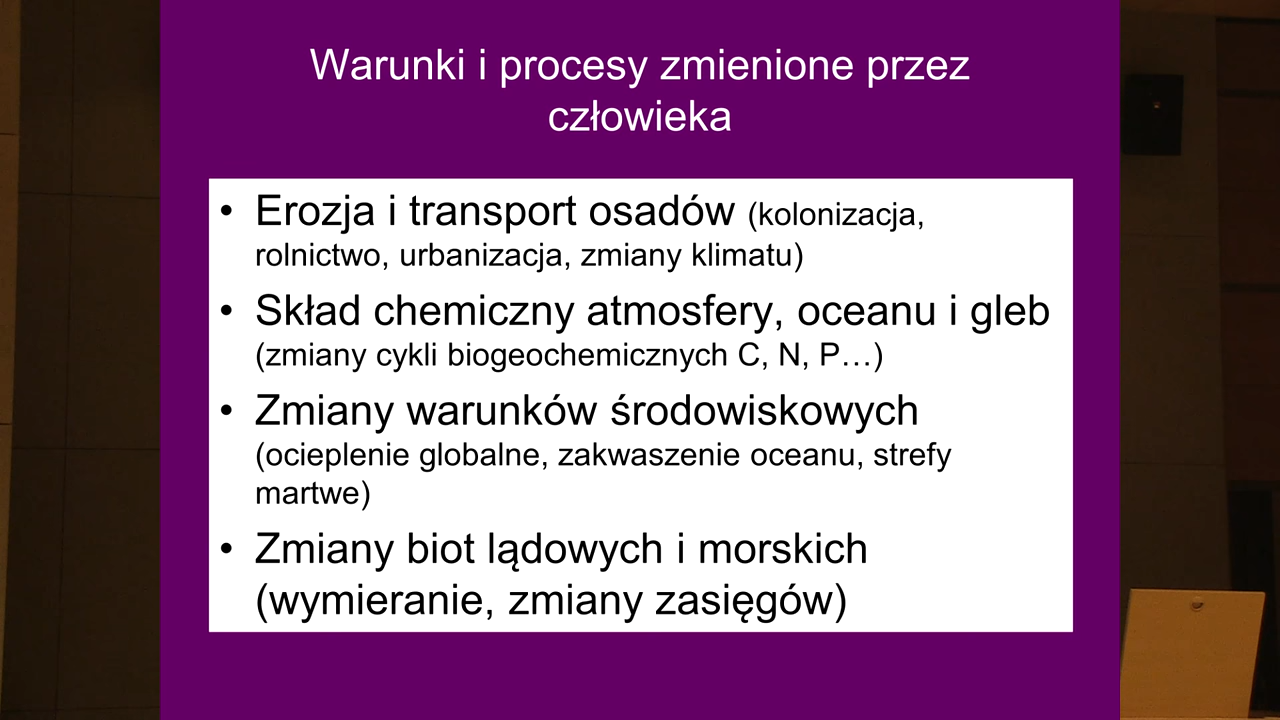 Warunki i procesy zmienione przez
człowieka
• Erozja i transport osadów (kolonizacja,
rolnictwo, urbanizacja, zmiany klimatu)
• Skład chemiczny atmosfery, oceanu i gleb
(zmiany cykli biogeochemicznych C, N, P…)
• Zmiany warunków środowiskowych
(ocieplenie globalne, zakwaszenie oceanu, strefy
martwe)
• Zmiany biot lądowych i morskich
(wymieranie, zmiany zasięgów)